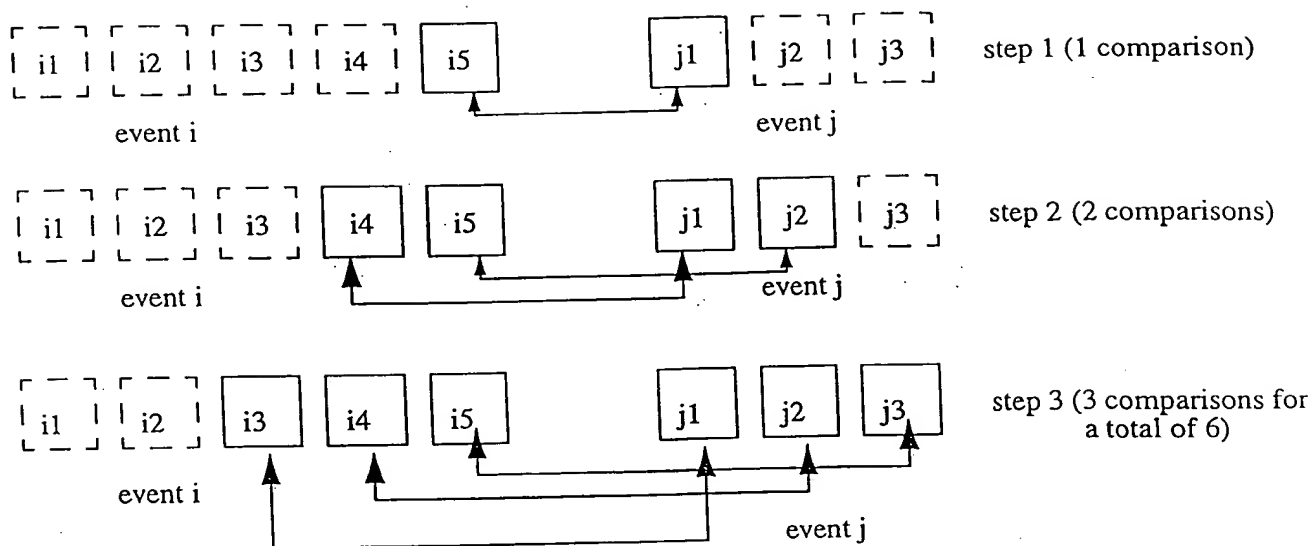 i1 i2 i3 i4 i5 j1 j2 j3 step 1 (1 comparison)
event i event j
i1 i2 i3 i4 i5 j1 j2 j3 step 2 (2 comparisons)
event i event j
i1 i2 i3 i4 i5 j1 j2 j3 step 3 (3 comparisons for
a total of 6)
event i
event j